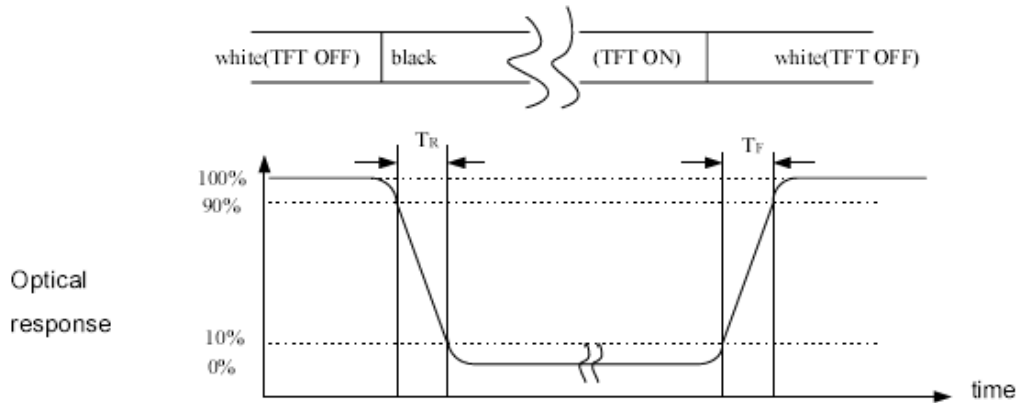 white(TFT OFF) black (TFT ON) white(TFT OFF)
TR TF
100%
90%
Optical
response
10%
0%
time